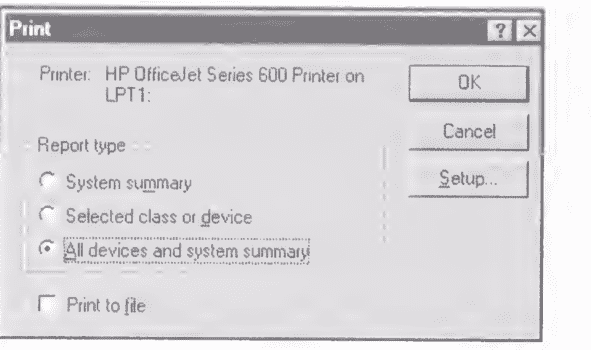 Print
Printer: HP OfficeJet Series 600 Printer on
LPT1:
OK
Cancel
Setup...
Report type
System summary
Selected class or device
All devices and system summary
Print to file